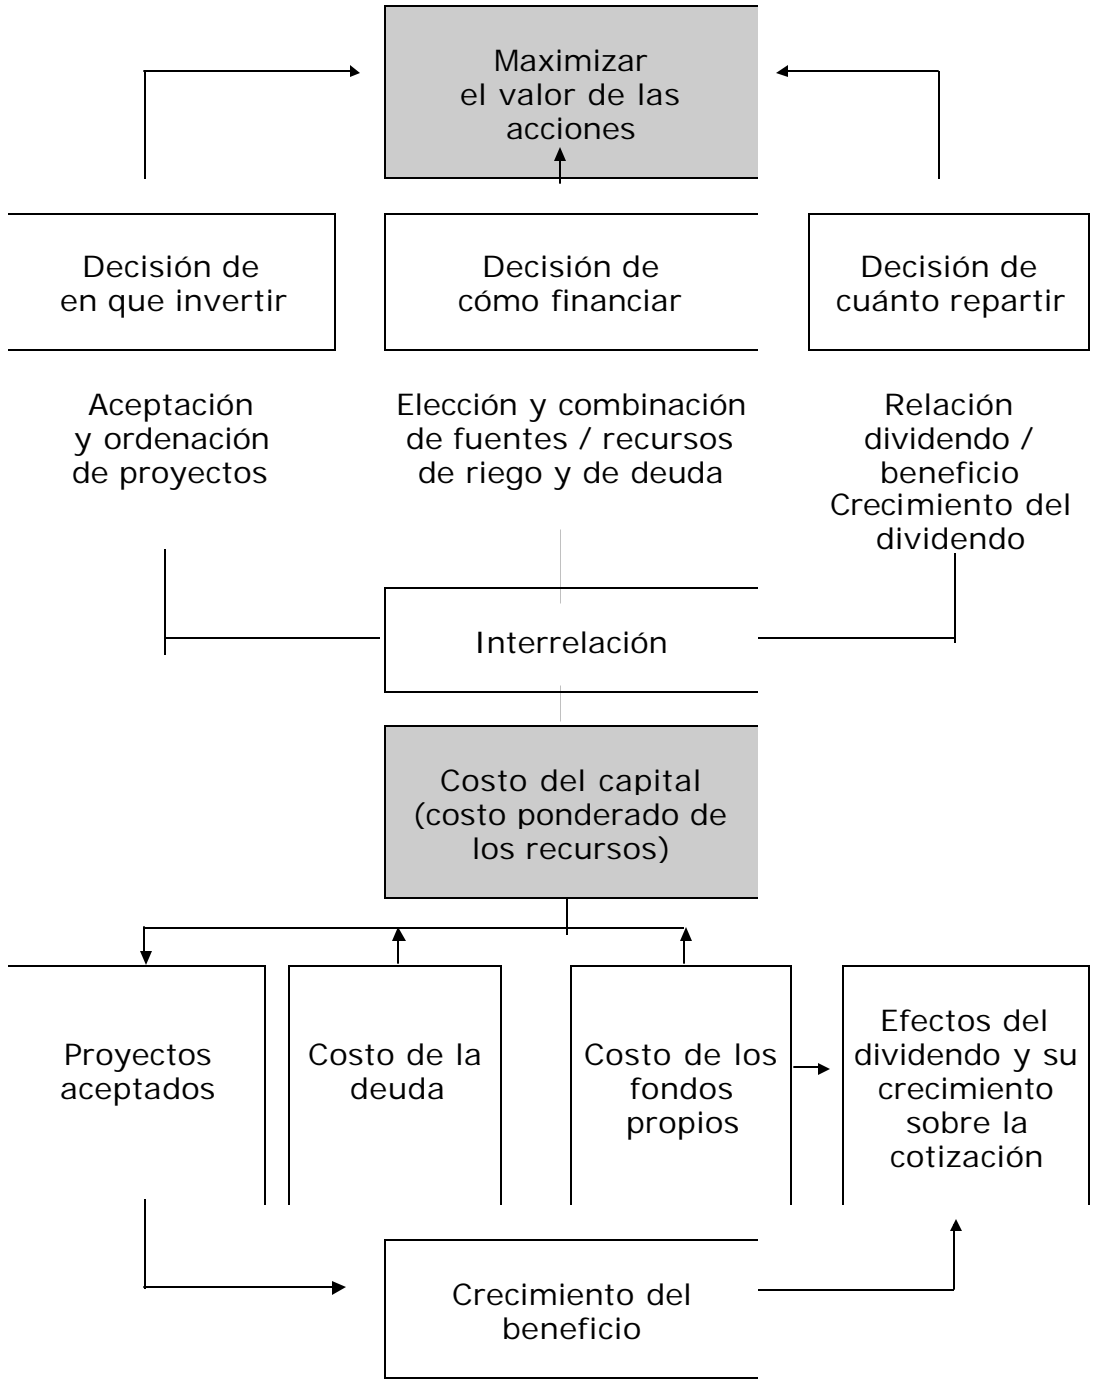 Maximizar
el valor de las
acciones
Decisión de
en que invertir
Decisión de
cómo financiar
Decisión de
cuánto repartir
Aceptación
y ordenación
de proyectos
Elección y combinación
de fuentes / recursos
de riego y de deuda
Relación
dividendo /
beneficio
Crecimiento del
dividendo
Interrelación
Costo del capital
(costo ponderado de
los recursos)
Proyectos
aceptados
Costo de la
deuda
Costo de los
fondos
propios
Efectos del
dividendo y su
crecimiento
sobre la
cotización
Crecimiento del
beneficio